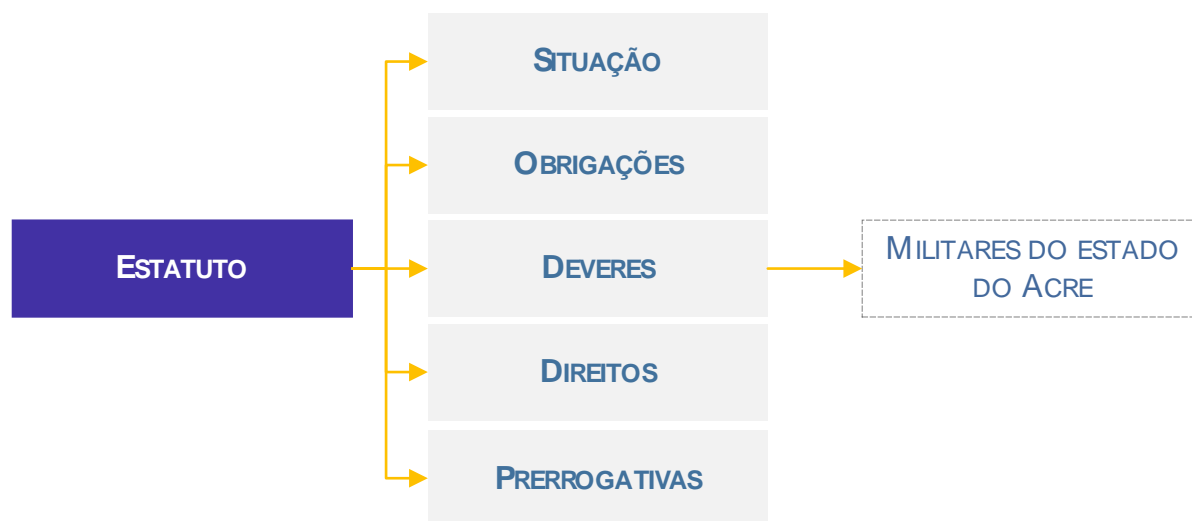 SITUAÇÃO
OBRIGAÇÕES
ESTATUTO
DEVERES
MILITARES DO ESTADO
DO ACRE
DIREITOS
PRERROGATIVAS